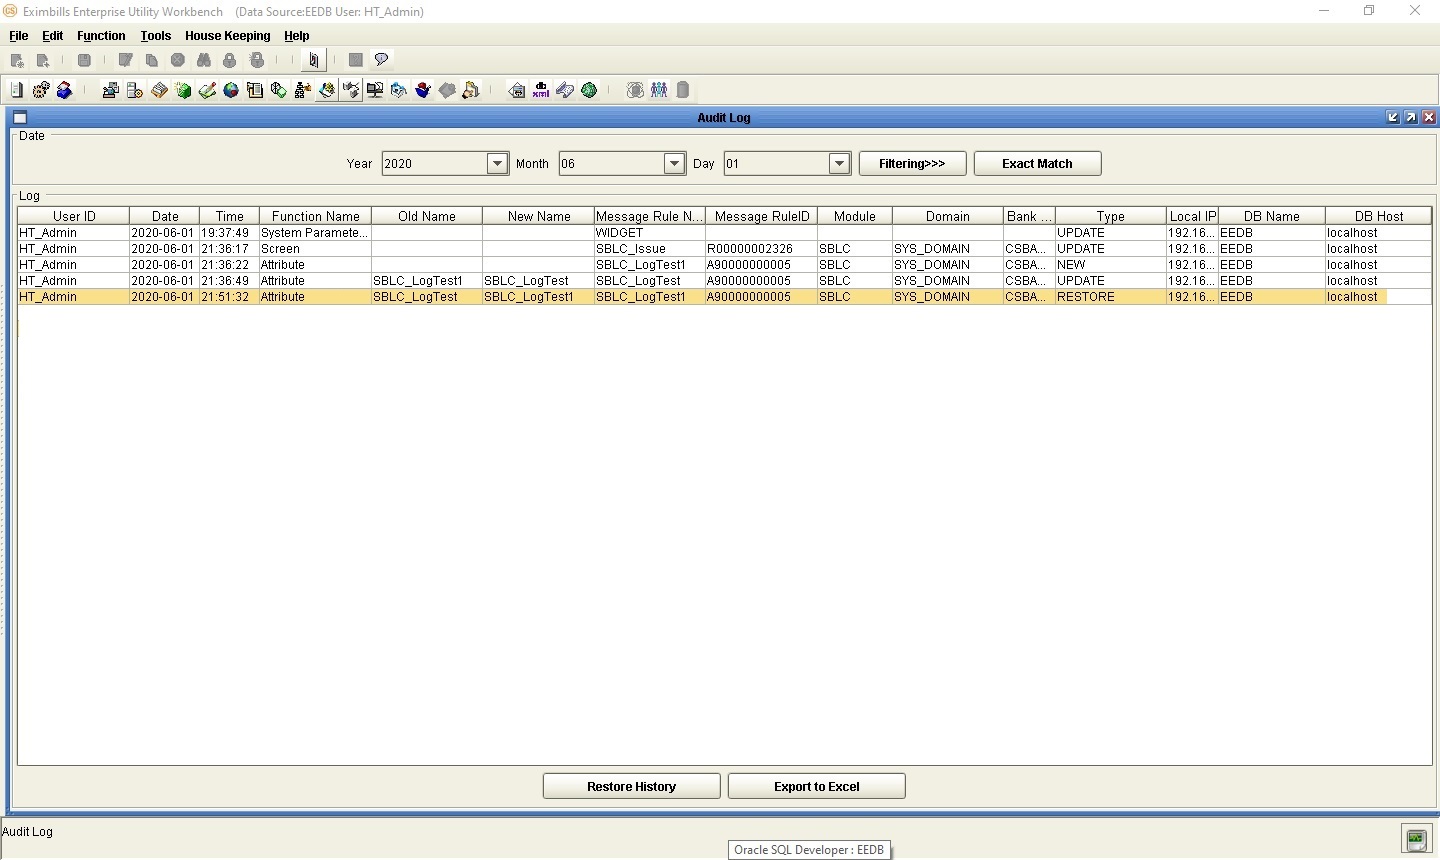 Eximbills Enterprise Utility Workbench (Data Source:EEDB User: HT_Admin)
File Edit Function Tools House Keeping Help
Audit Log
Date
Year 2020 Month 06 Day 01 Filtering>>> Exact Match
Log
User ID Date Time Function Name Old Name New Name Message Rule N... Message RuleID Module Domain Bank ... Type Local IP DB Name DB Host
HT_Admin 2020-06-01 19:37:49 System Paramete... WIDGET UPDATE 192.16... EEDB localhost
HT_Admin 2020-06-01 21:36:17 Screen SBLC_Issue R00000002326 SBLC SYS_DOMAIN CSBA... UPDATE 192.16... EEDB localhost
HT_Admin 2020-06-01 21:36:22 Attribute SBLC_LogTest1 A90000000005 SBLC SYS_DOMAIN CSBA... NEW 192.16... EEDB localhost
HT_Admin 2020-06-01 21:36:49 Attribute SBLC_LogTest1 SBLC_LogTest SBLC_LogTest A90000000005 SBLC SYS_DOMAIN CSBA... UPDATE 192.16... EEDB localhost
HT_Admin 2020-06-01 21:51:32 Attribute SBLC_LogTest SBLC_LogTest1 SBLC_LogTest1 A90000000005 SBLC SYS_DOMAIN CSBA... RESTORE 192.16... EEDB localhost
Restore History Export to Excel
Audit Log
Oracle SQL Developer : EEDB